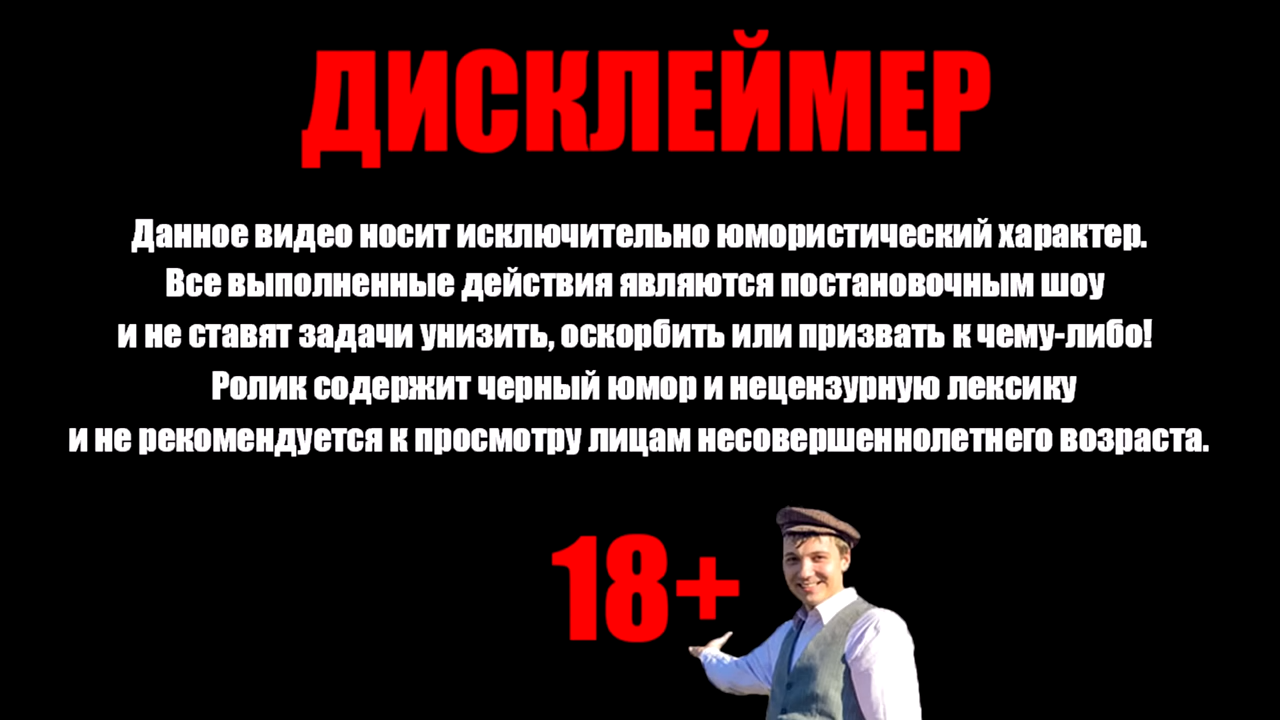 ДИСКЛЕЙМЕР
Данное видео носит исключительно юмористический характер.
Все выполненные действия являются постановочным шоу
и не ставят задачи унизить, оскорбить или призвать к чему-либо!
Ролик содержит черный юмор и нецензурную лексику
и не рекомендуется к просмотру лицам несовершеннолетнего возраста.
18+